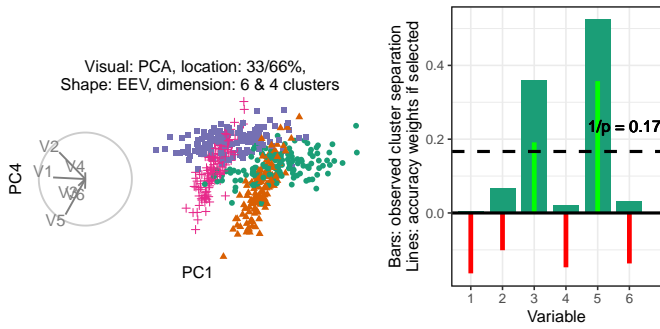 Visual: PCA, location: 33/66%,
Shape: EEV, dimension: 6 & 4 clusters
PC4
V2
V4
V1
V6
V5
PC1
Bars: observed cluster separation
Lines: accuracy weights if selected
0.4
0.2
0.0
1/p = 0.17
1 2 3 4 5 6
Variable